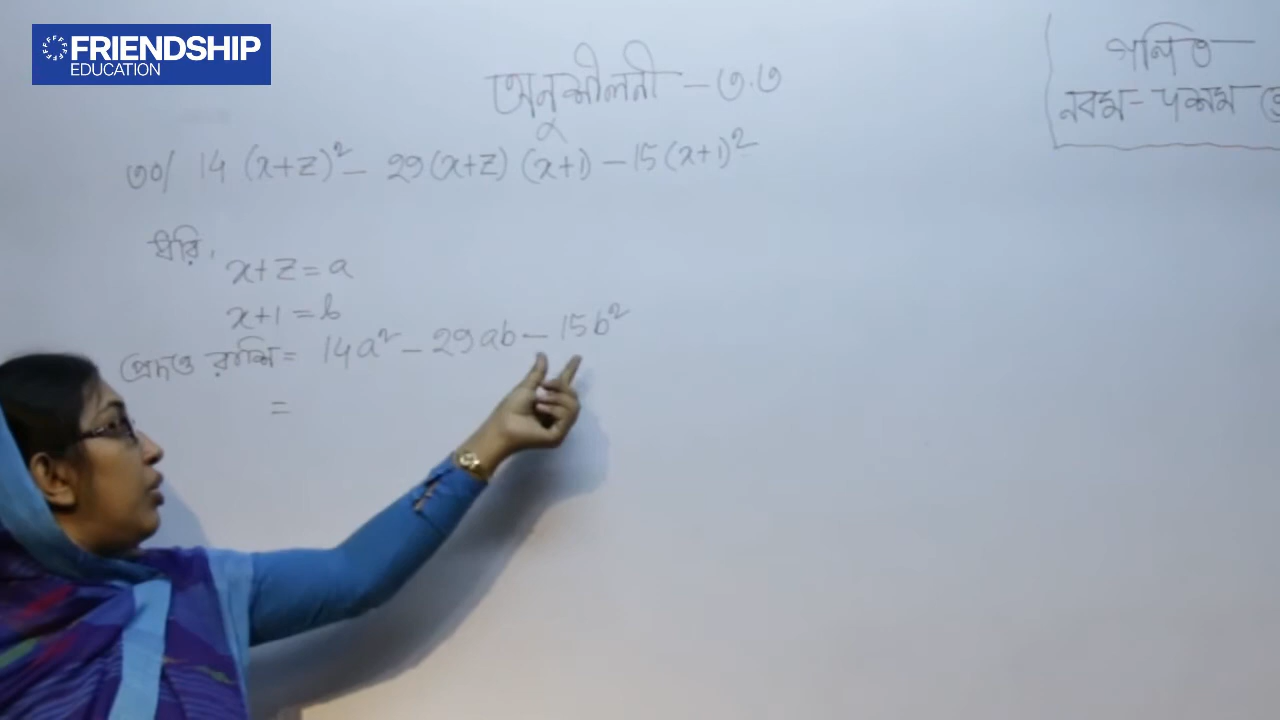 FRIENDSHIP
EDUCATION
অনুশীলনী – ৩.৩
গণিত
নবম-দশম
৩০/ 14 (x+z)² – 29(x+z) (x+1) – 15(x+1)²
ধরি,
x+z = a
x+1 = b
প্রদত্ত রাশি = 14a² – 29ab – 15b²
=